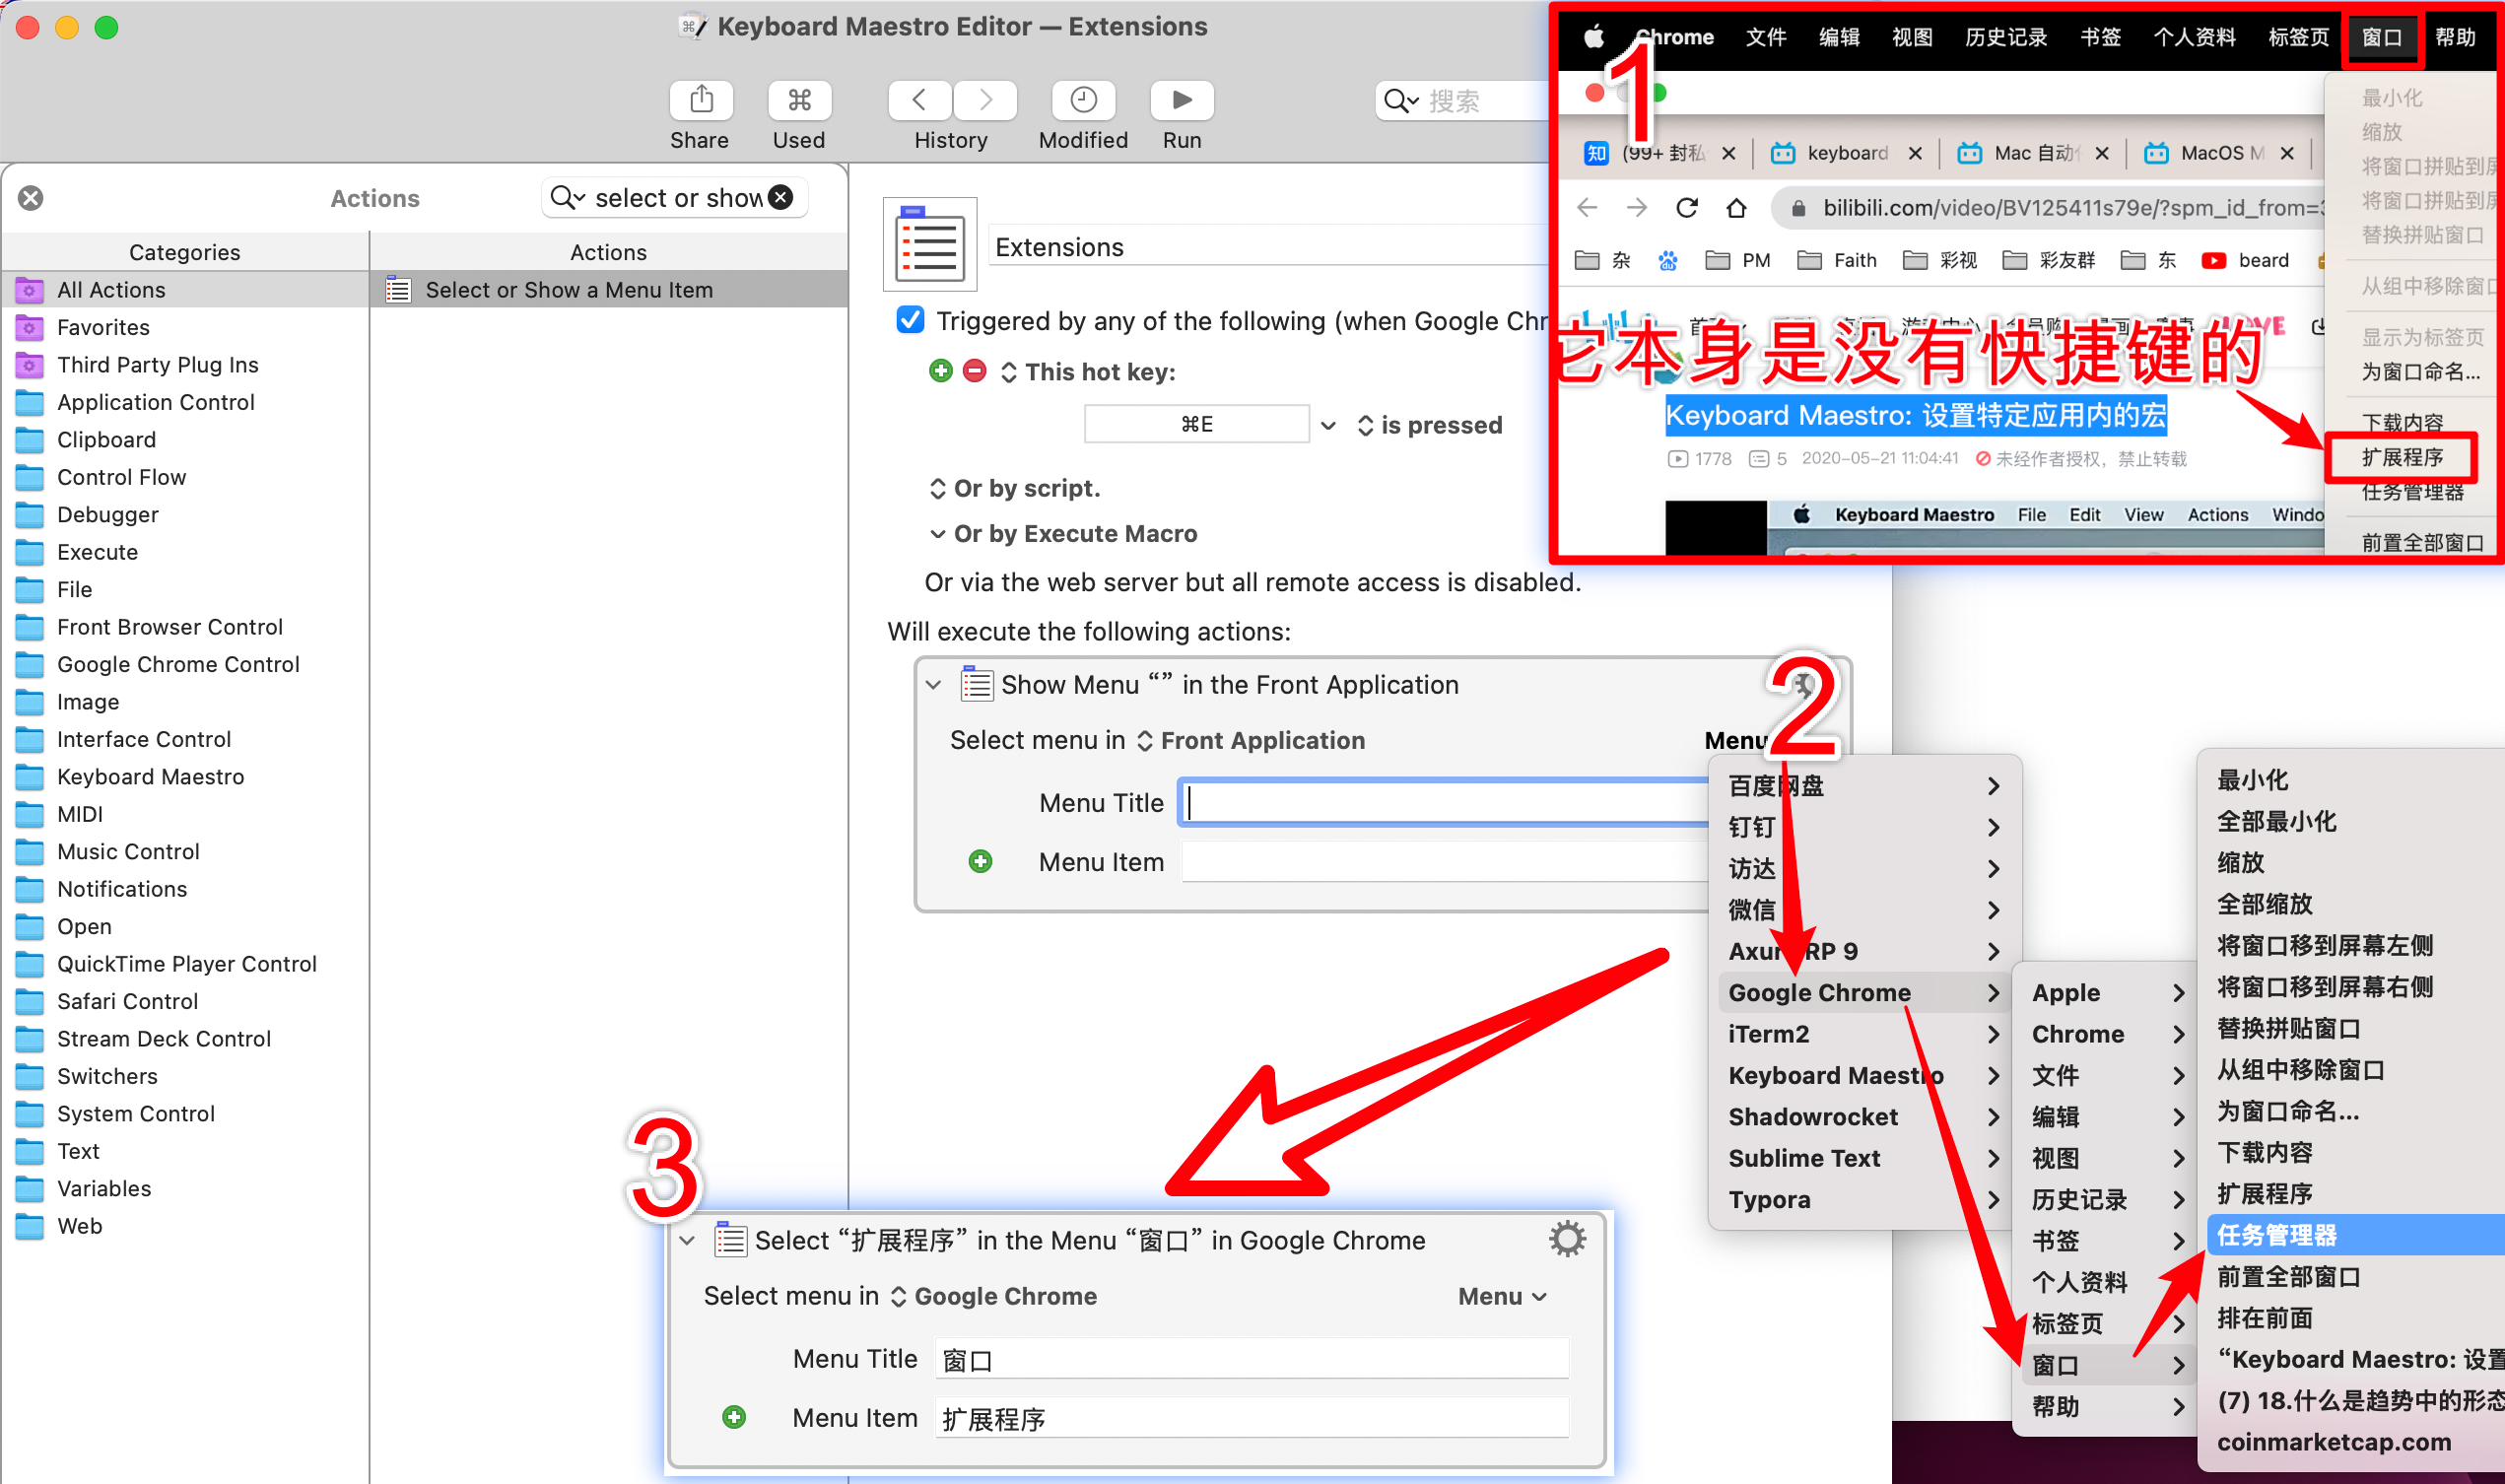 Keyboard Maestro Editor — Extensions
Share
Used
History
Modified
Run
搜索
Actions
select or show
Categories
Actions
All Actions
Favorites
Third Party Plug Ins
Application Control
Clipboard
Control Flow
Debugger
Execute
File
Front Browser Control
Google Chrome Control
Image
Interface Control
Keyboard Maestro
MIDI
Music Control
Notifications
Open
QuickTime Player Control
Safari Control
Stream Deck Control
Switchers
System Control
Text
Variables
Web
Select or Show a Menu Item
Extensions
Triggered by any of the following (when Google Chr
This hot key:
⌘E
is pressed
Or by script.
Or by Execute Macro
Or via the web server but all remote access is disabled.
Will execute the following actions:
Show Menu “” in the Front Application
Select menu in Front Application
Menu
Menu Title
Menu Item
1
Chrome 文件 编辑 视图 历史记录 书签 个人资料 标签页 窗口 帮助
(99+ 封私
keyboard
Mac 自动化
MacOS M
bilibili.com/video/BV125411s79e/?spm_id_from=3
杂
PM
Faith
彩视
彩友群
东
beard
它本身是没有快捷键的
Keyboard Maestro: 设置特定应用内的宏
1778 5 2020-05-21 11:04:41 未经作者授权，禁止转载
Keyboard Maestro File Edit View Actions Windo
最小化
缩放
将窗口拼贴到屏
将窗口拼贴到屏
替换拼贴窗口
从组中移除窗口
显示为标签页
为窗口命名...
下载内容
扩展程序
任务管理器
前置全部窗口
2
百度网盘
钉钉
访达
微信
Axure RP 9
Google Chrome
iTerm2
Keyboard Maestro
Shadowrocket
Sublime Text
Typora
Apple
Chrome
文件
编辑
视图
历史记录
书签
个人资料
标签页
窗口
帮助
最小化
全部最小化
缩放
全部缩放
将窗口移到屏幕左侧
将窗口移到屏幕右侧
替换拼贴窗口
从组中移除窗口
为窗口命名...
下载内容
扩展程序
任务管理器
前置全部窗口
排在前面
“Keyboard Maestro: 设置
(7) 18.什么是趋势中的形态
coinmarketcap.com
3
Select “扩展程序” in the Menu “窗口” in Google Chrome
Select menu in Google Chrome
Menu
Menu Title 窗口
Menu Item 扩展程序